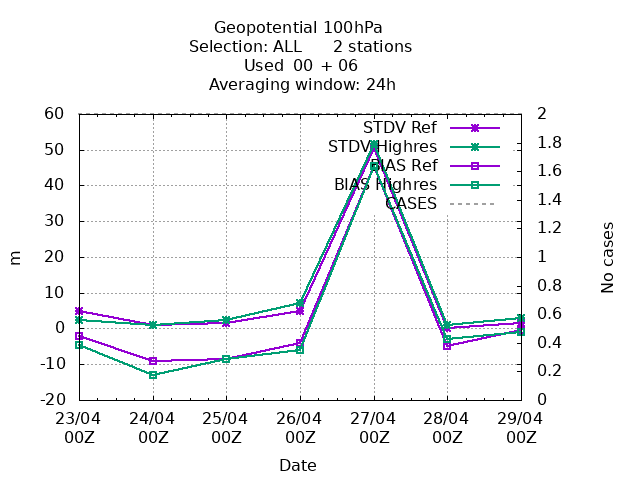 Geopotential 100hPa
Selection: ALL      2 stations
Used  00 + 06
Averaging window: 24h
60
50
40
30
20
10
0
-10
-20
m
2
1.8
1.6
1.4
1.2
1
0.8
0.6
0.4
0.2
0
No cases
STDV Ref
STDV Highres
BIAS Ref
BIAS Highres
CASES
23/04 24/04 25/04 26/04 27/04 28/04 29/04
00Z 00Z 00Z 00Z 00Z 00Z 00Z
Date